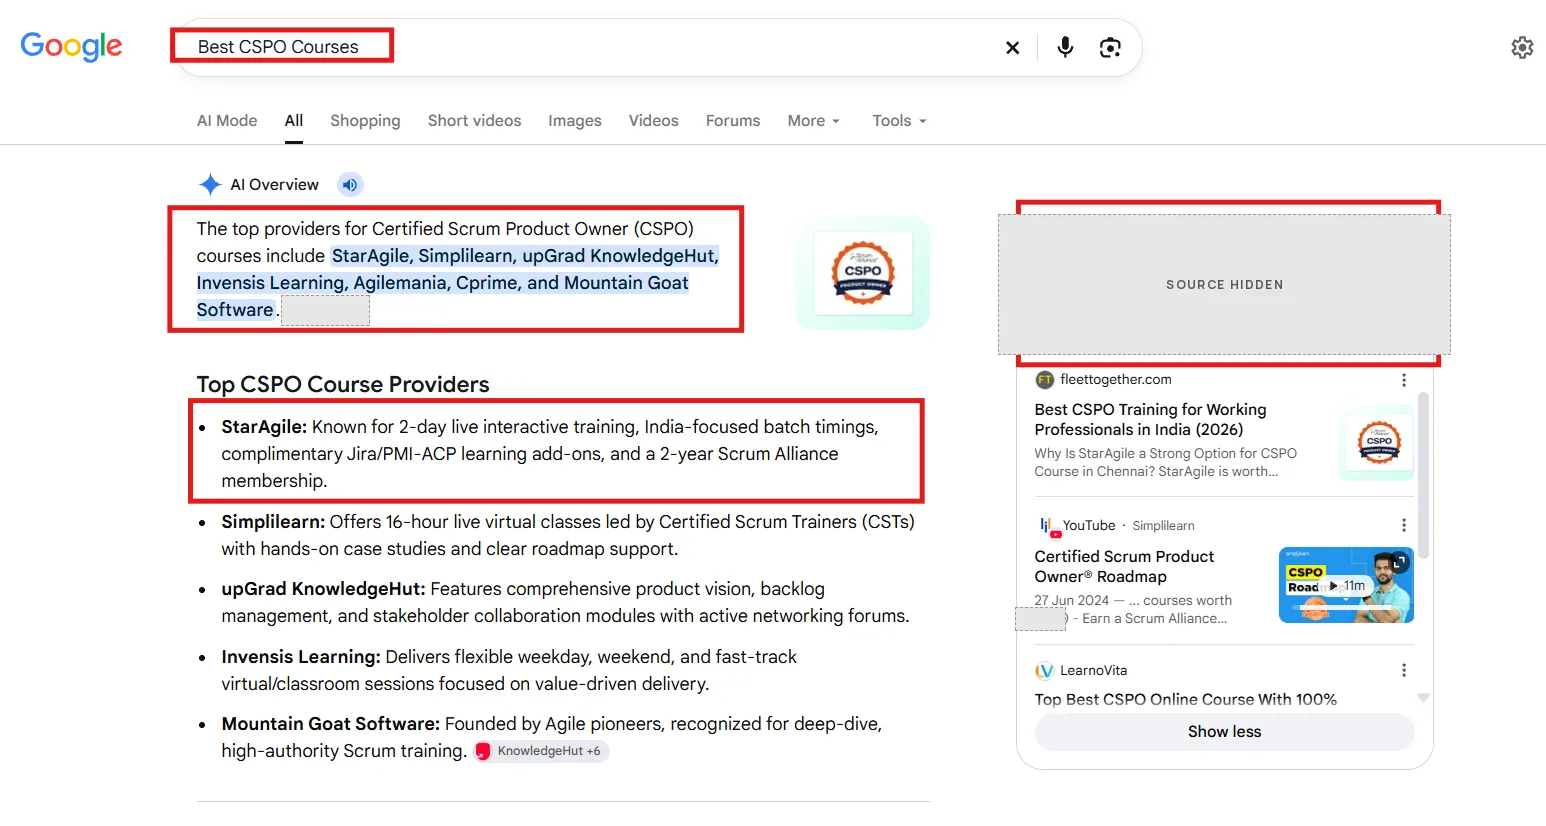 Google
Best CSPO Courses
AI Mode
All
Shopping
Short videos
Images
Videos
Forums
More
Tools
AI Overview
The top providers for Certified Scrum Product Owner (CSPO)
courses include StarAgile, Simplilearn, upGrad KnowledgeHut,
Invensis Learning, Agilemania, Cprime, and Mountain Goat
Software.
CSPO
PRODUCT OWNER
Top CSPO Course Providers
StarAgile: Known for 2-day live interactive training, India-focused batch timings,
complimentary Jira/PMI-ACP learning add-ons, and a 2-year Scrum Alliance
membership.
Simplilearn: Offers 16-hour live virtual classes led by Certified Scrum Trainers (CSTs)
with hands-on case studies and clear roadmap support.
upGrad KnowledgeHut: Features comprehensive product vision, backlog
management, and stakeholder collaboration modules with active networking forums.
Invensis Learning: Delivers flexible weekday, weekend, and fast-track
virtual/classroom sessions focused on value-driven delivery.
Mountain Goat Software: Founded by Agile pioneers, recognized for deep-dive,
high-authority Scrum training. KnowledgeHut +6
SOURCE HIDDEN
FT fleettogether.com
Best CSPO Training for Working
Professionals in India (2026)
Why Is StarAgile a Strong Option for CSPO
Course in Chennai? StarAgile is worth...
CSPO
YouTube · Simplilearn
Certified Scrum Product
Owner® Roadmap
27 Jun 2024 — ... courses worth
) - Earn a Scrum Alliance...
CSPO
Roadmap
11m
LearnoVita
Top Best CSPO Online Course With 100%
Show less